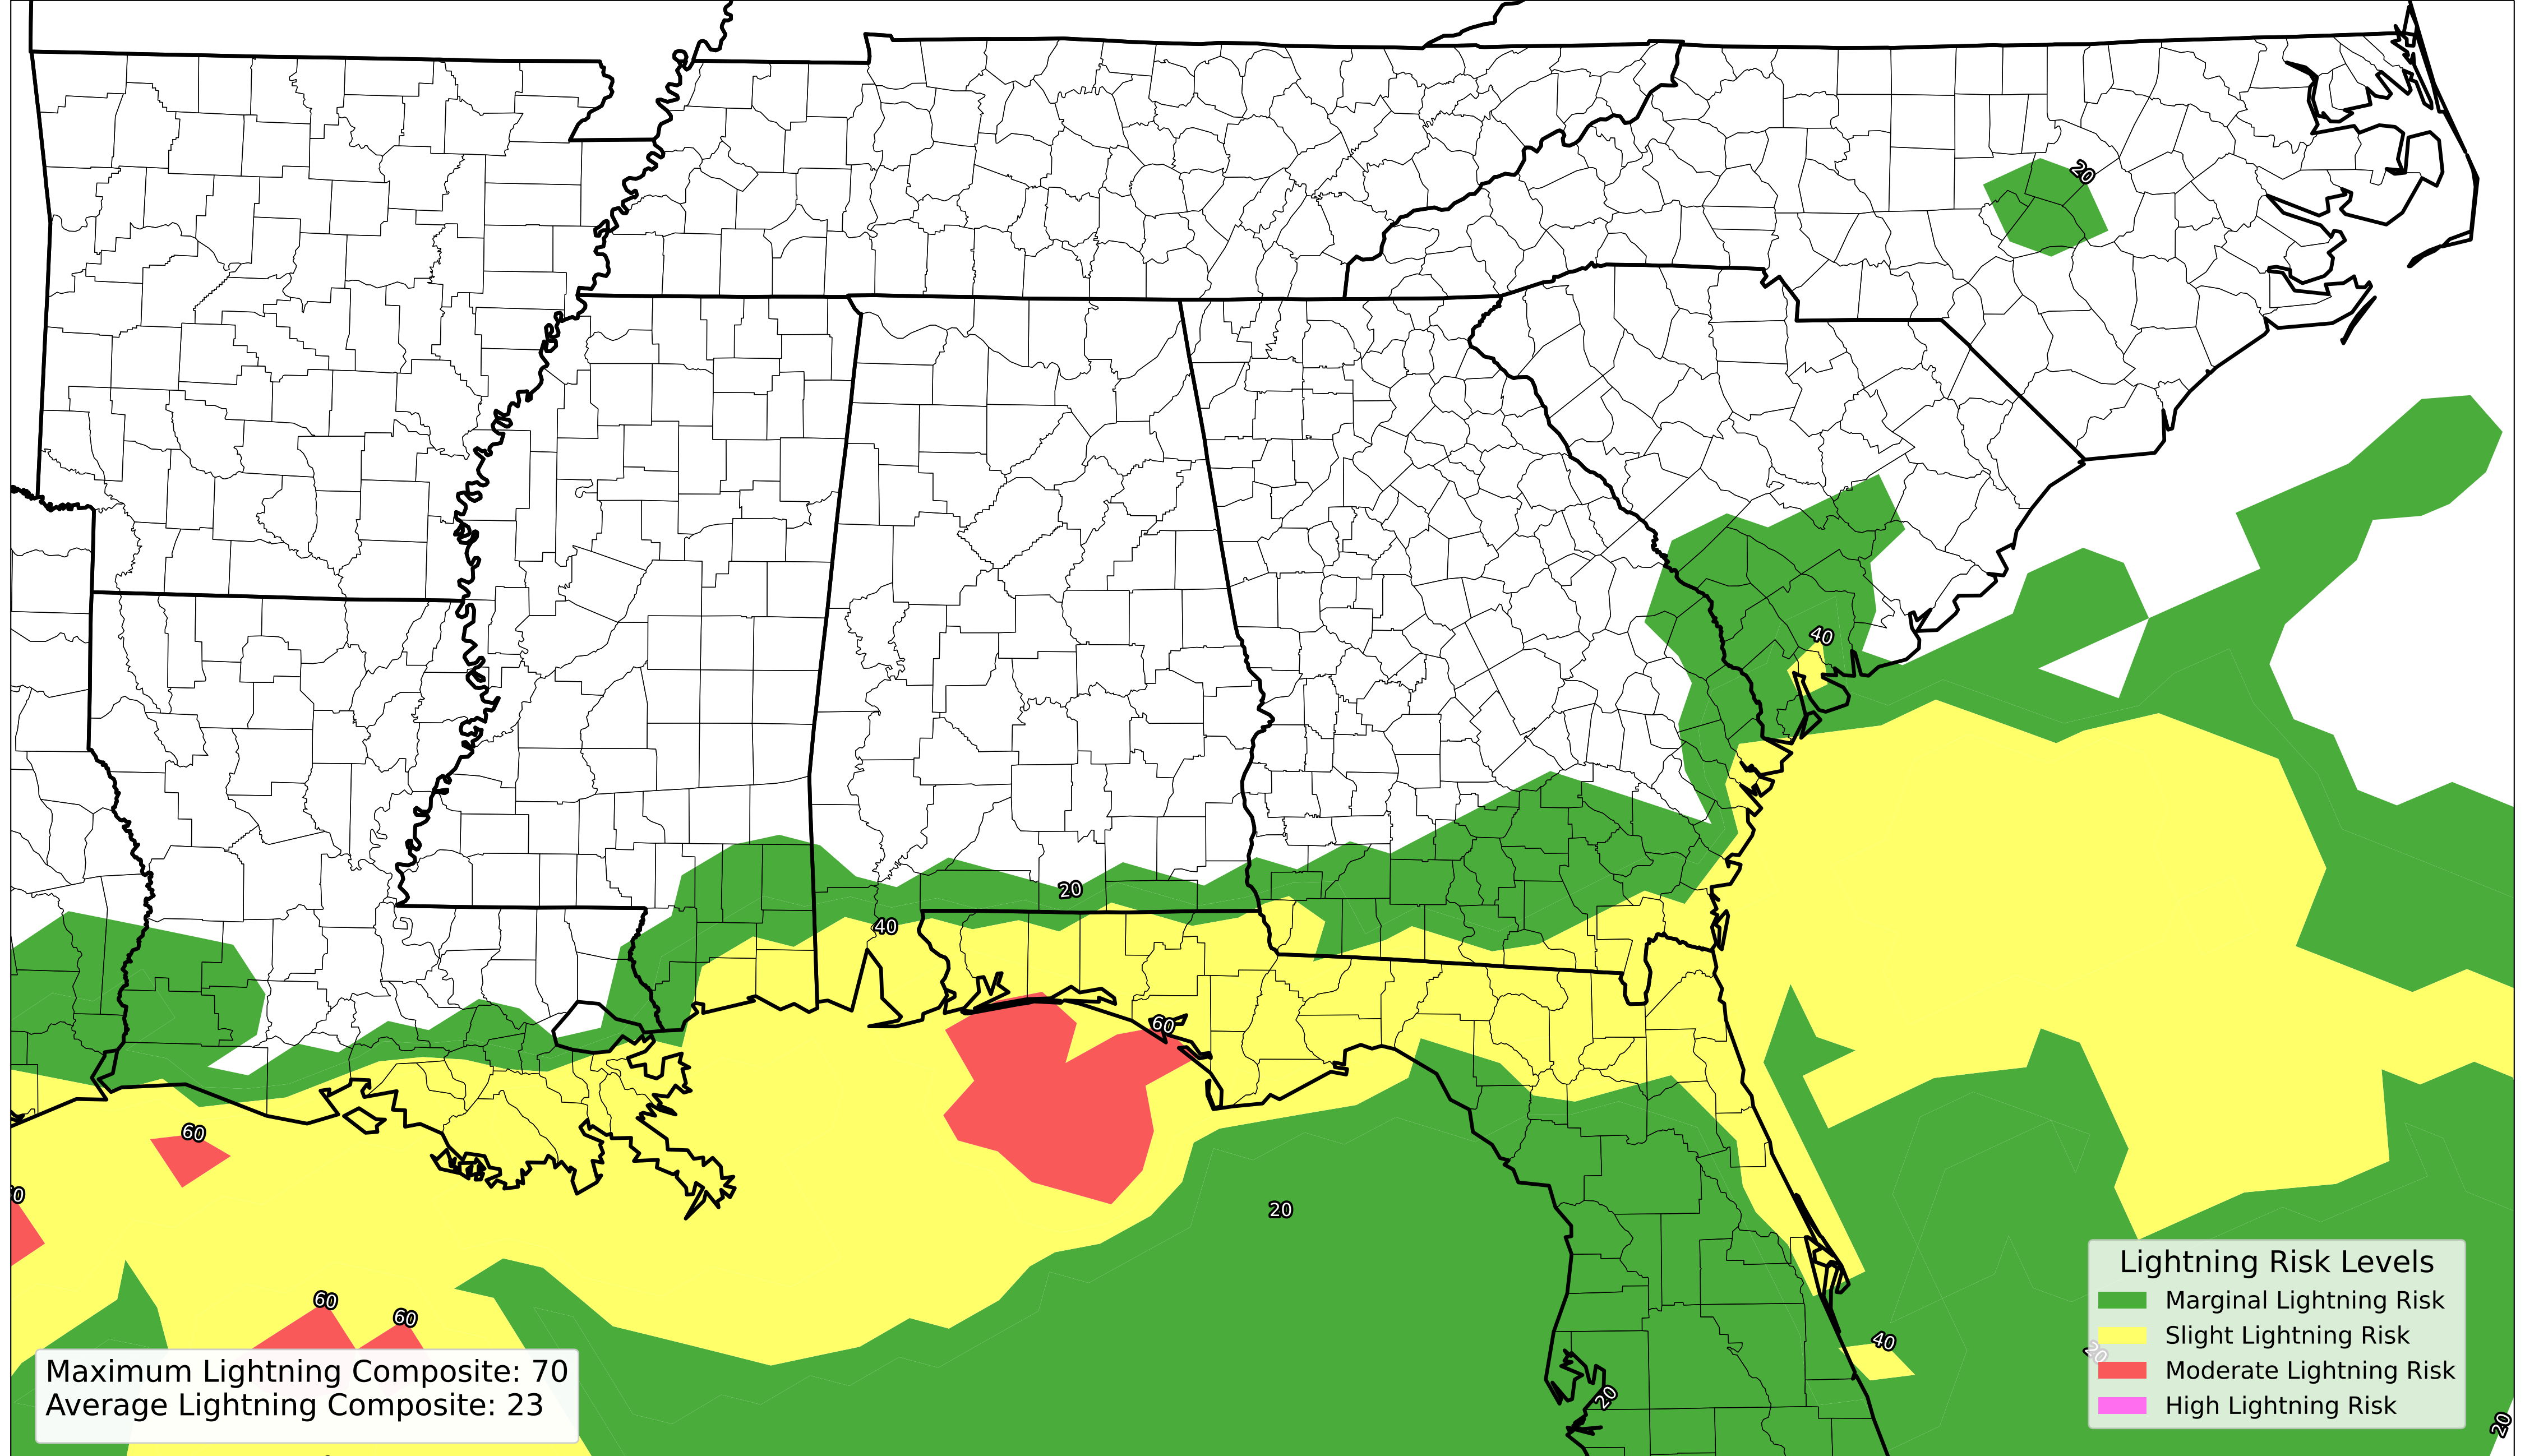 20
40
20
40
60
60
20
60
60
40
20
20
20
Lightning Risk Levels
Marginal Lightning Risk
Slight Lightning Risk
Moderate Lightning Risk
High Lightning Risk
Maximum Lightning Composite: 70
Average Lightning Composite: 23